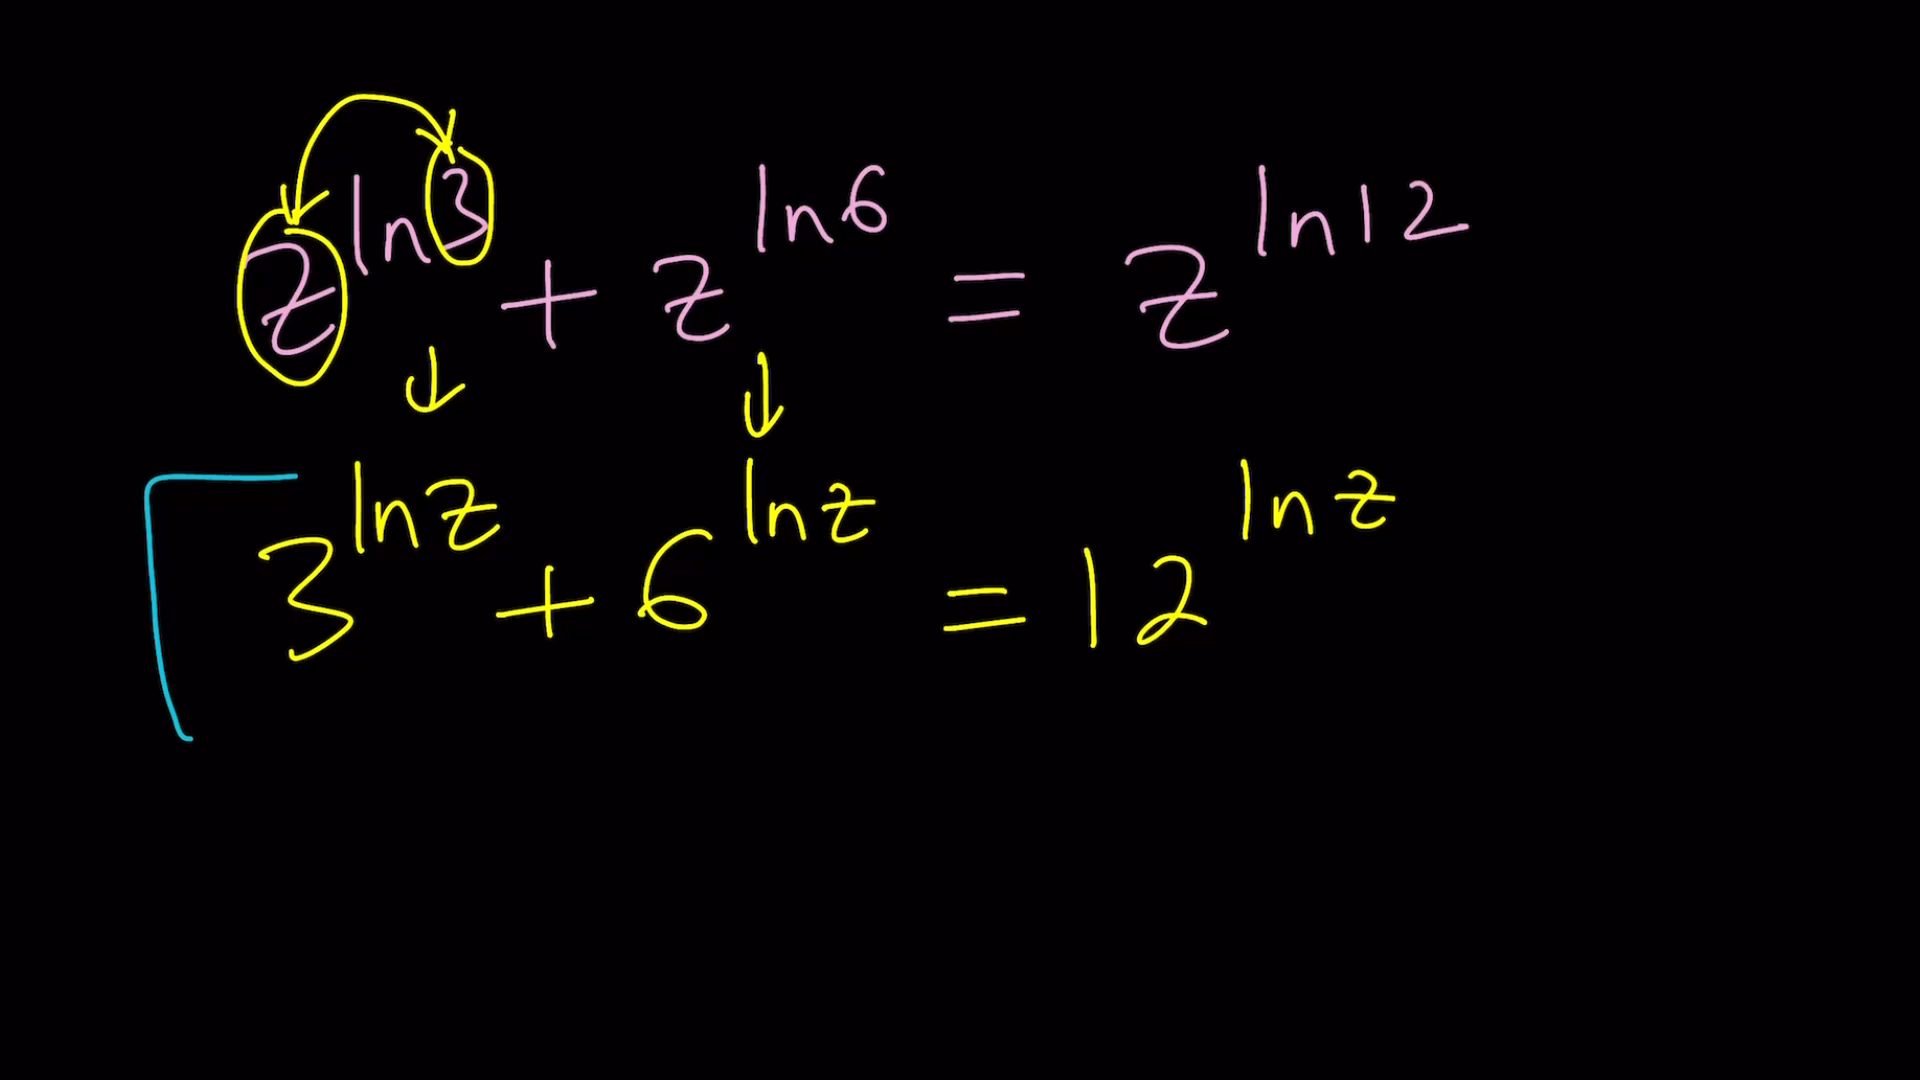 z^ln3 + z^ln6 = z^ln12
3^lnz + 6^lnz = 12^lnz